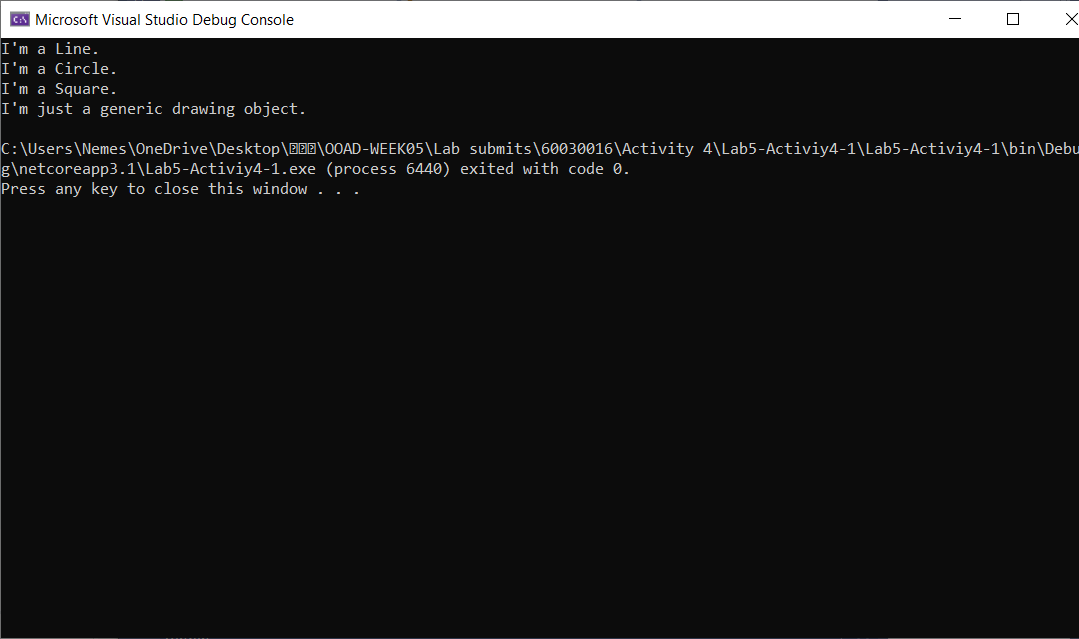 Microsoft Visual Studio Debug Console
I'm a Line.
I'm a Circle.
I'm a Square.
I'm just a generic drawing object.
C:\Users\Nemes\OneDrive\Desktop\⍰⍰⍰\OOAD-WEEK05\Lab submits\60030016\Activity 4\Lab5-Activiy4-1\Lab5-Activiy4-1\bin\Debu
g\netcoreapp3.1\Lab5-Activiy4-1.exe (process 6440) exited with code 0.
Press any key to close this window . . .